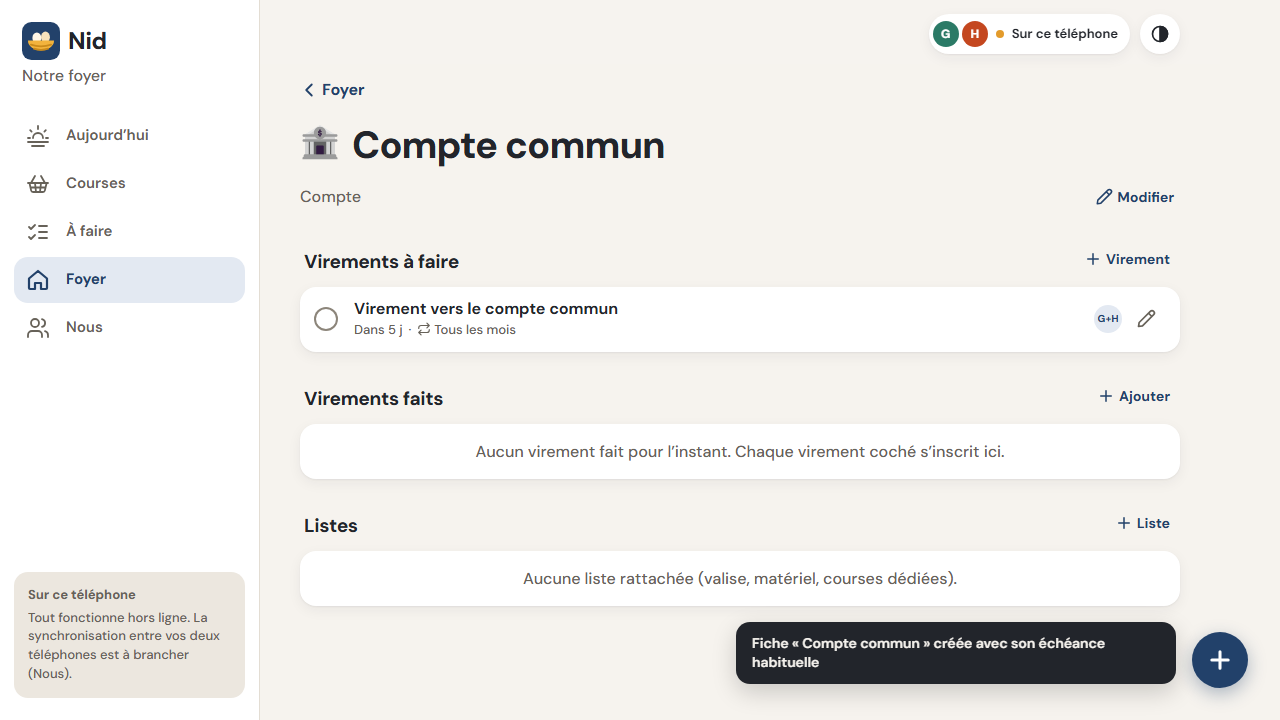 Nid
Notre foyer
Aujourd’hui
Courses
À faire
Foyer
Nous
Sur ce téléphone
Tout fonctionne hors ligne. La
synchronisation entre vos deux
téléphones est à brancher
(Nous).
G H Sur ce téléphone
Foyer
Compte commun
Compte
Modifier
Virements à faire
Virement
Virement vers le compte commun
Dans 5 j · Tous les mois
G+H
Virements faits
Ajouter
Aucun virement fait pour l’instant. Chaque virement coché s’inscrit ici.
Listes
Liste
Aucune liste rattachée (valise, matériel, courses dédiées).
Fiche « Compte commun » créée avec son échéance
habituelle